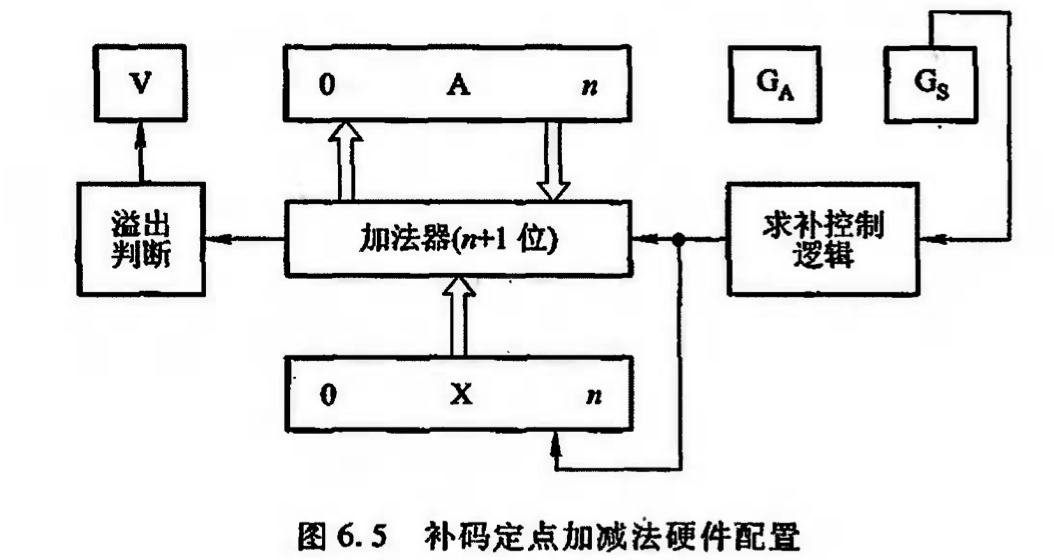 V
0 A n
G_A
G_S
溢出
判断
加法器(n+1 位)
求补控制
逻辑
0 X n
图 6.5 补码定点加减法硬件配置